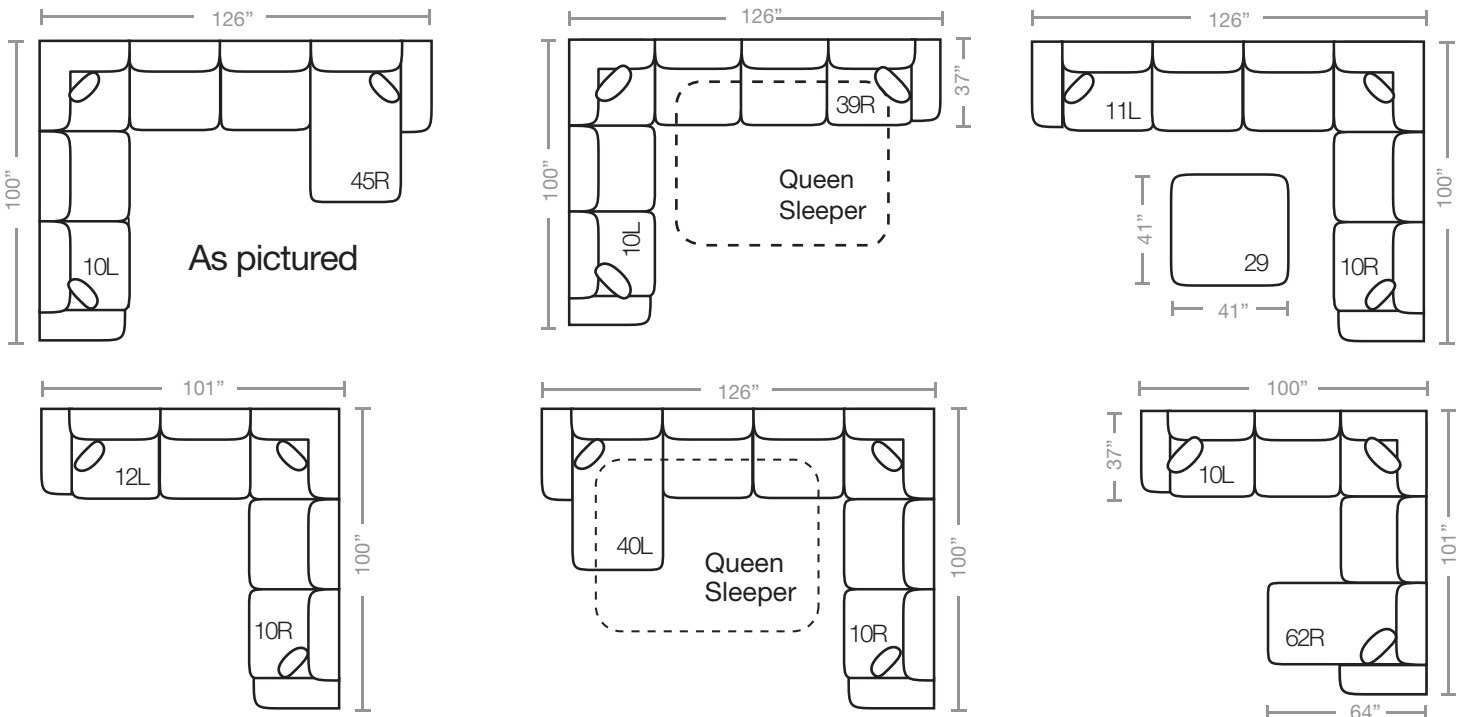 126”
126”
126”
100”
45R
10L
As pictured
100”
37”
39R
10L
Queen
Sleeper
11L
100”
41”
29
41”
10R
101”
12L
100”
10R
126”
40L
Queen
Sleeper
100”
10R
100”
37”
10L
101”
62R
64”